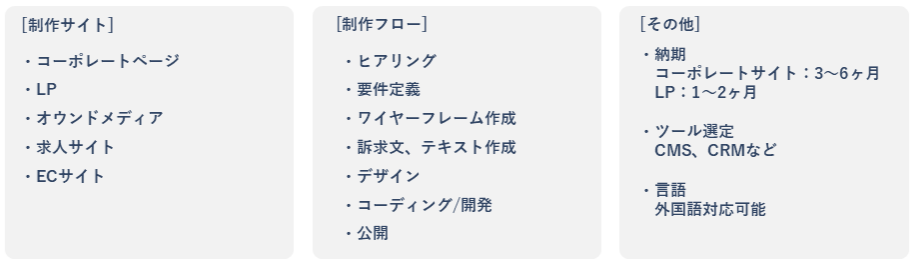 [制作サイト]
・コーポレートページ
・LP
・オウンドメディア
・求人サイト
・ECサイト
[制作フロー]
・ヒアリング
・要件定義
・ワイヤーフレーム作成
・訴求文、テキスト作成
・デザイン
・コーディング/開発
・公開
[その他]
・納期
コーポレートサイト：3～6ヶ月
LP：1～2ヶ月
・ツール選定
CMS、CRMなど
・言語
外国語対応可能